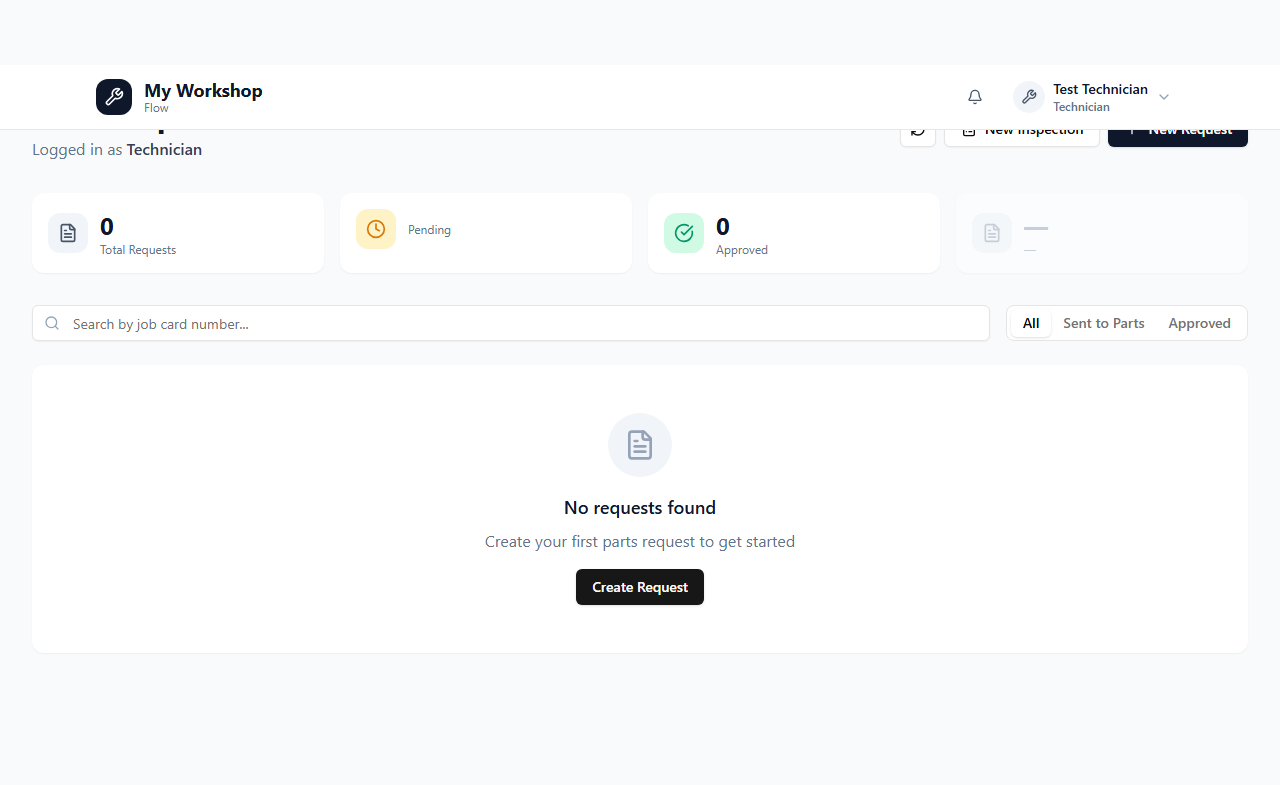 My Workshop
Flow
Test Technician
Technician
New Inspection
New Request
Logged in as Technician
0
Total Requests
Pending
0
Approved
—
—
Search by job card number...
All
Sent to Parts
Approved
No requests found
Create your first parts request to get started
Create Request